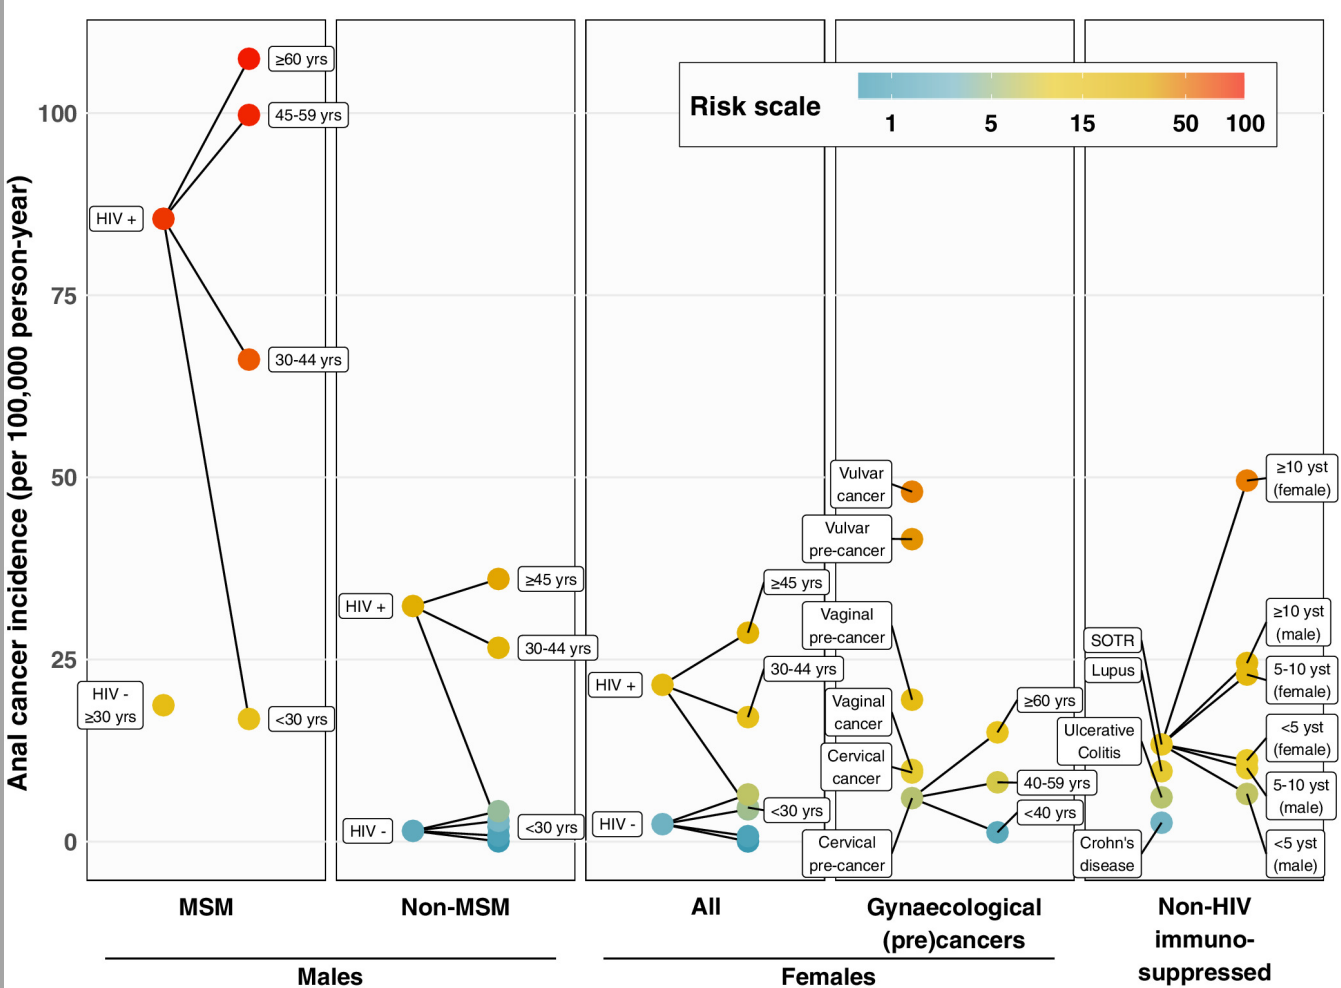 Anal cancer incidence (per 100,000 person-year)
100
75
50
25
0
Risk scale
1 5 15 50 100
≥60 yrs
45-59 yrs
HIV +
30-44 yrs
HIV -
≥30 yrs
<30 yrs
HIV +
≥45 yrs
30-44 yrs
HIV -
<30 yrs
HIV +
≥45 yrs
30-44 yrs
HIV -
<30 yrs
Vulvar
cancer
Vulvar
pre-cancer
Vaginal
pre-cancer
Vaginal
cancer
Cervical
cancer
Cervical
pre-cancer
≥60 yrs
40-59 yrs
<40 yrs
SOTR
Lupus
Ulcerative
Colitis
Crohn's
disease
≥10 yst
(female)
≥10 yst
(male)
5-10 yst
(female)
<5 yst
(female)
5-10 yst
(male)
<5 yst
(male)
MSM
Non-MSM
All
Gynaecological
(pre)cancers
Non-HIV
immuno-
suppressed
Males
Females